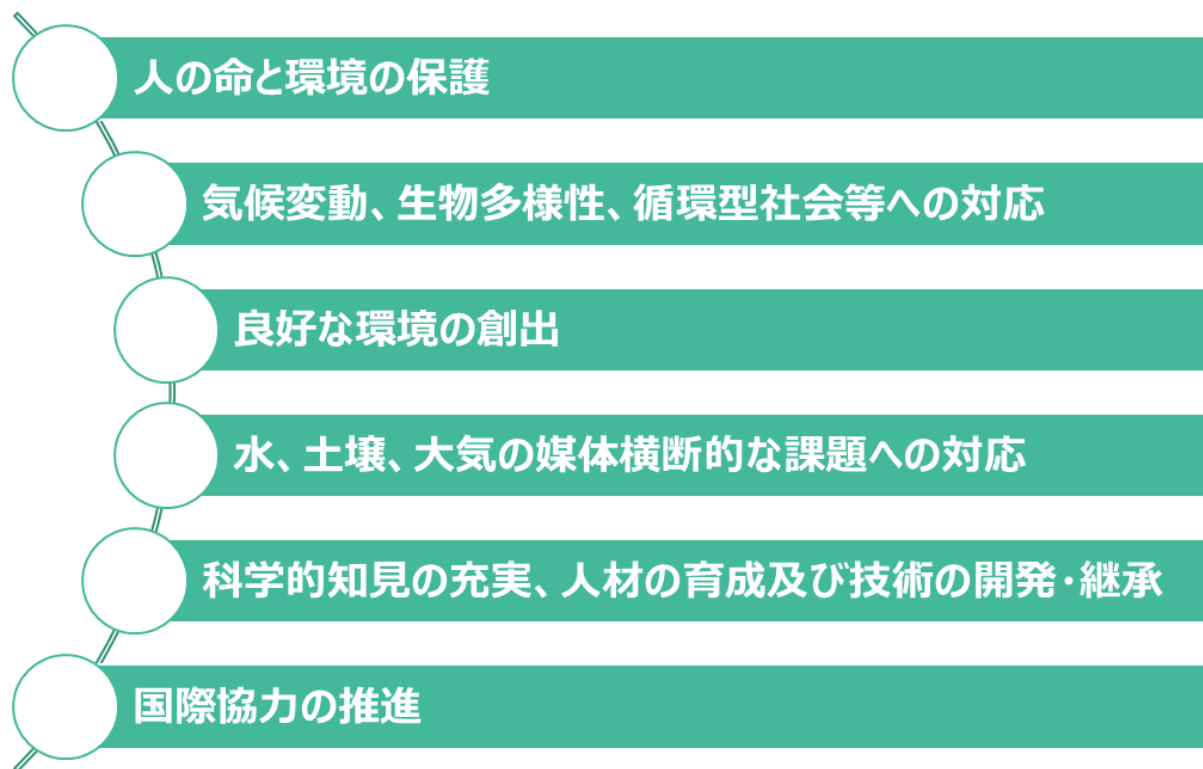 人の命と環境の保護
気候変動、生物多様性、循環型社会等への対応
良好な環境の創出
水、土壌、大気の媒体横断的な課題への対応
科学的知見の充実、人材の育成及び技術の開発・継承
国際協力の推進